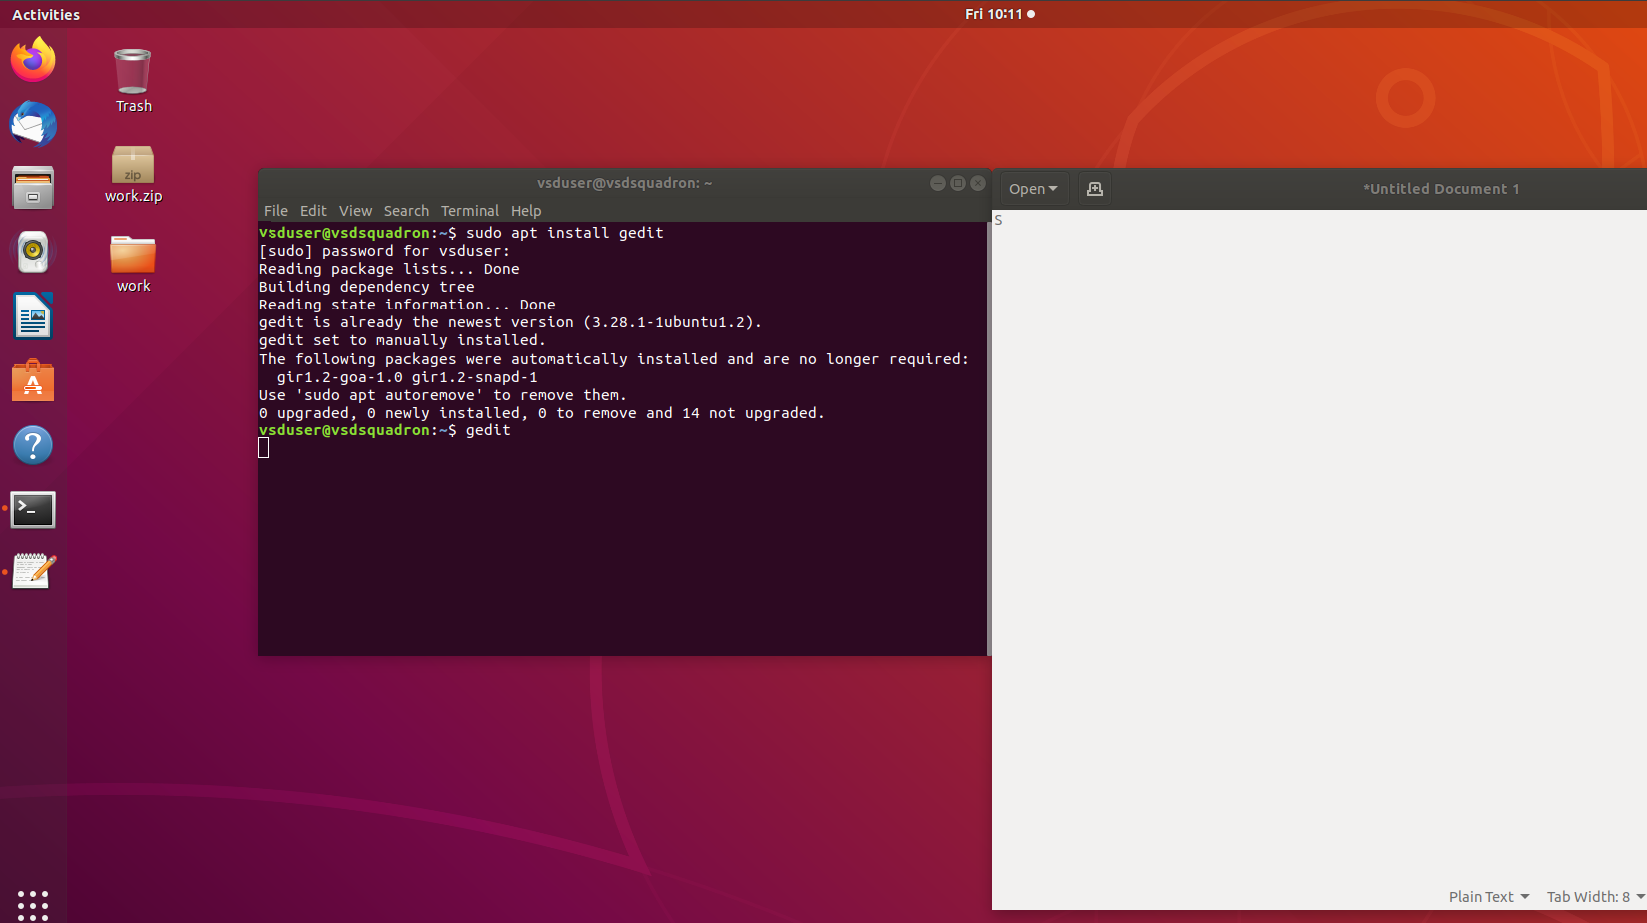 Activities
Fri 10:11
Trash
zip
work.zip
work
vsduser@vsdsquadron: ~
File Edit View Search Terminal Help
vsduser@vsdsquadron:~$ sudo apt install gedit
[sudo] password for vsduser:
Reading package lists... Done
Building dependency tree
Reading state information... Done
gedit is already the newest version (3.28.1-1ubuntu1.2).
gedit set to manually installed.
The following packages were automatically installed and are no longer required:
  gir1.2-goa-1.0 gir1.2-snapd-1
Use 'sudo apt autoremove' to remove them.
0 upgraded, 0 newly installed, 0 to remove and 14 not upgraded.
vsduser@vsdsquadron:~$ gedit
Open
*Untitled Document 1
S
Plain Text
Tab Width: 8